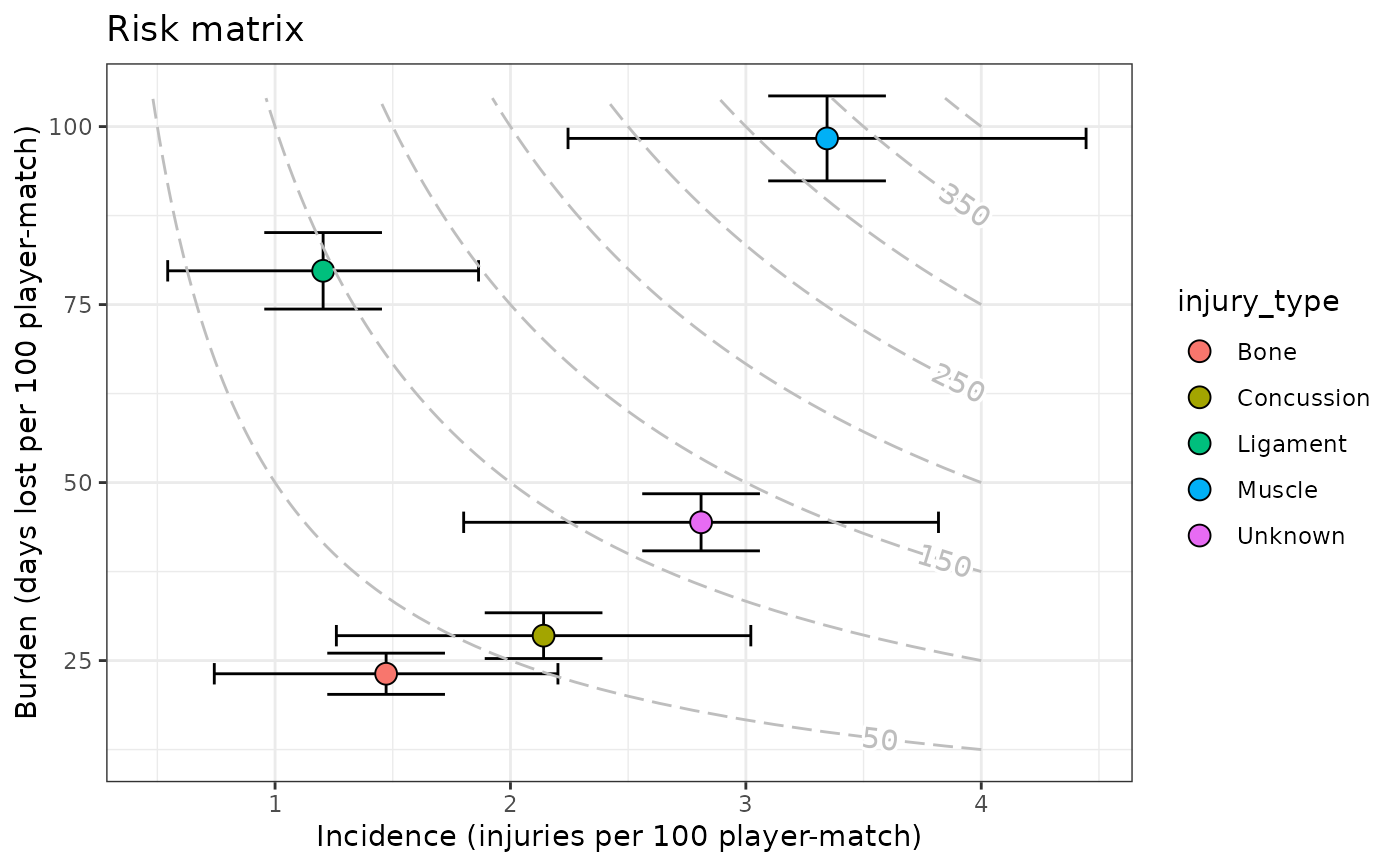 Risk matrix
Burden (days lost per 100 player-match)
100
75
50
25
350
250
150
50
1
2
3
4
Incidence (injuries per 100 player-match)
injury_type
Bone
Concussion
Ligament
Muscle
Unknown